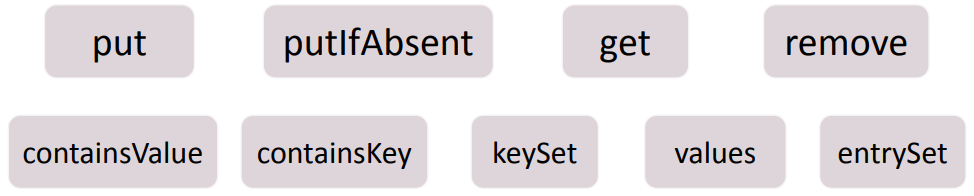 put putIfAbsent get remove
containsValue containsKey keySet values entrySet